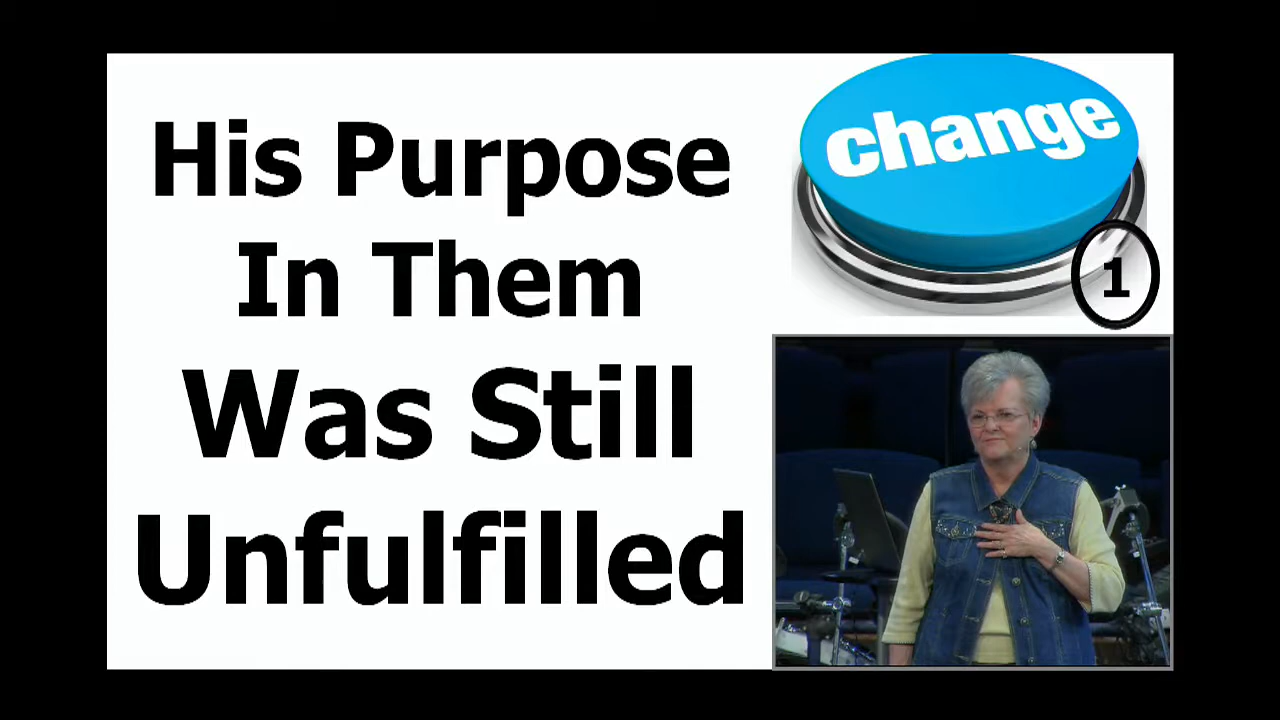 His Purpose
In Them
Was Still
Unfulfilled
change
1